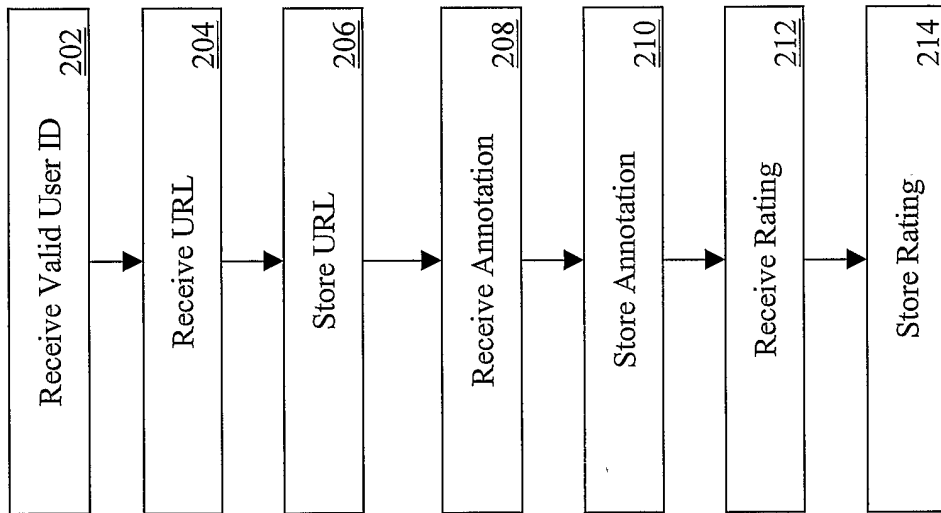 Receive Valid User ID
202
Receive URL
204
Store URL
206
Receive Annotation
208
Store Annotation
210
Receive Rating
212
Store Rating
214